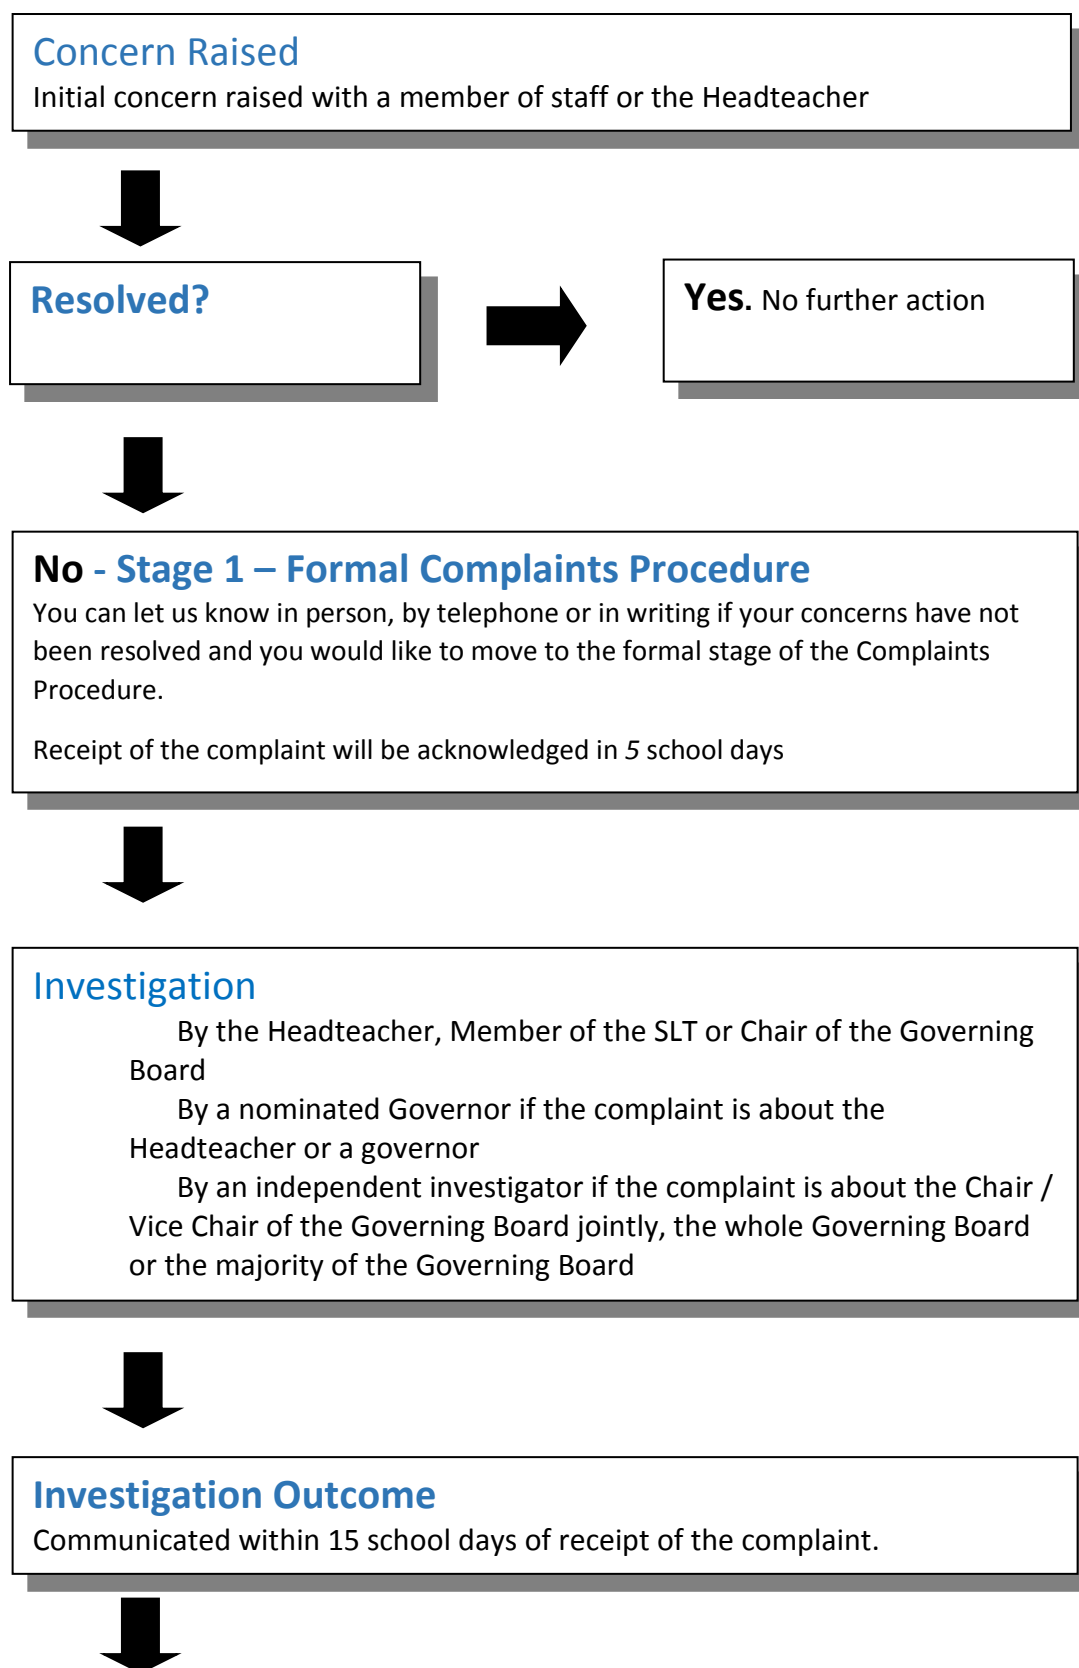 Concern Raised
Initial concern raised with a member of staff or the Headteacher
Resolved?
Yes. No further action
No - Stage 1 – Formal Complaints Procedure
You can let us know in person, by telephone or in writing if your concerns have not
been resolved and you would like to move to the formal stage of the Complaints
Procedure.
Receipt of the complaint will be acknowledged in 5 school days
Investigation
By the Headteacher, Member of the SLT or Chair of the Governing
Board
By a nominated Governor if the complaint is about the
Headteacher or a governor
By an independent investigator if the complaint is about the Chair /
Vice Chair of the Governing Board jointly, the whole Governing Board
or the majority of the Governing Board
Investigation Outcome
Communicated within 15 school days of receipt of the complaint.